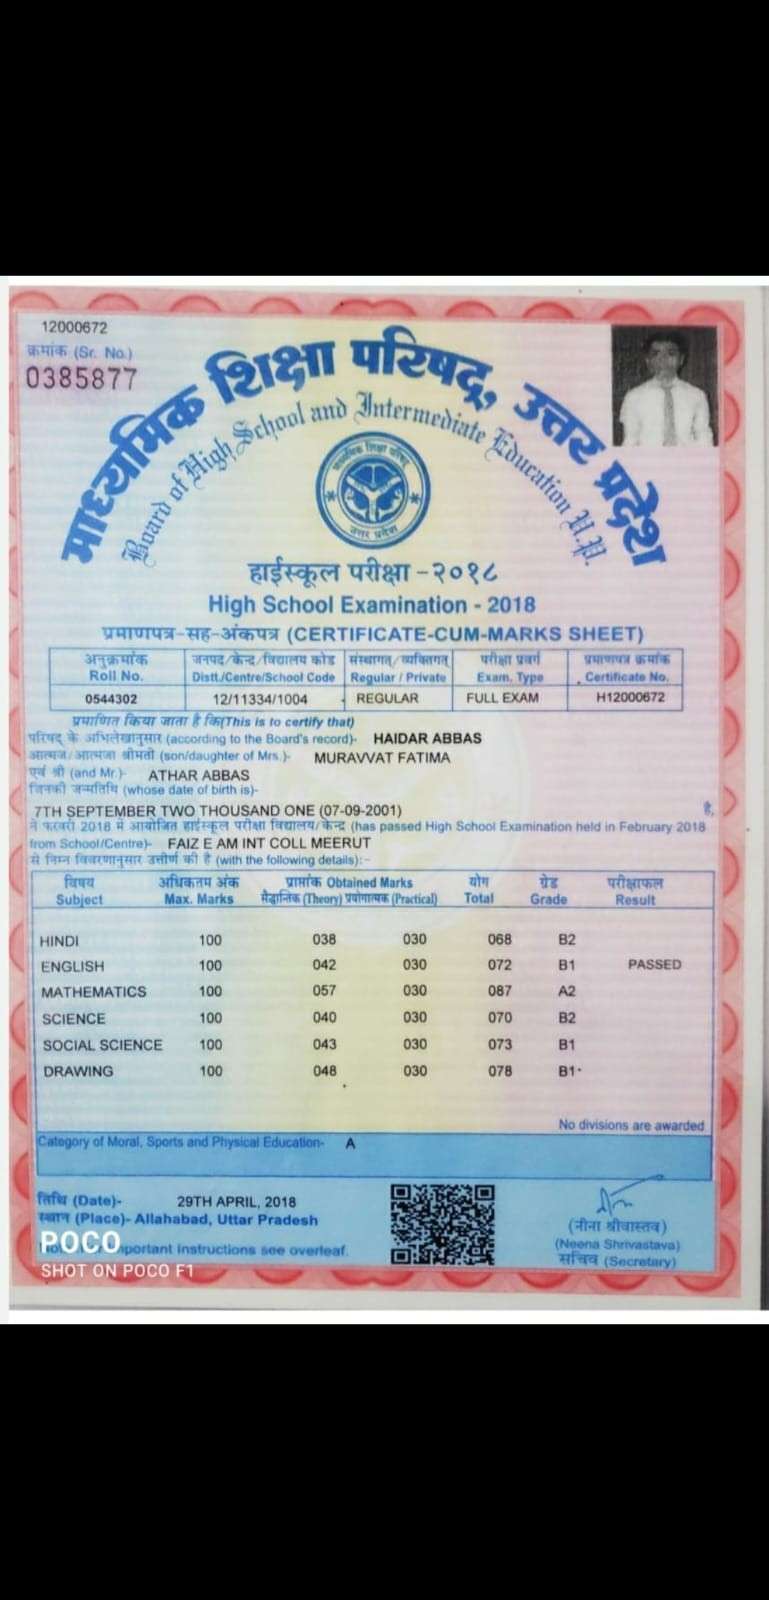 12000672
क्रमांक (Sr. No.)
0385877
माध्यमिक शिक्षा परिषद्, उत्तर प्रदेश
Board of High School and Intermediate Education U.P.
माध्यमिक शिक्षा परिषद्
उत्तर प्रदेश
हाईस्कूल परीक्षा -२०१८
High School Examination - 2018
प्रमाणपत्र-सह-अंकपत्र (CERTIFICATE-CUM-MARKS SHEET)
अनुक्रमांक जनपद/केन्द्र/विद्यालय कोड संस्थागत/व्यक्तिगत् परीक्षा प्रवर्ग प्रमाणपत्र क्रमांक
Roll No. Distt./Centre/School Code Regular / Private Exam. Type Certificate No.
0544302 12/11334/1004 REGULAR FULL EXAM H12000672
प्रमाणित किया जाता है कि(This is to certify that)
परिषद के अभिलेखानुसार (according to the Board's record)- HAIDAR ABBAS
आत्मज/आत्मजा श्रीमती (son/daughter of Mrs.)- MURAVVAT FATIMA
एवं श्री (and Mr.)- ATHAR ABBAS
जिनकी जन्मतिथि (whose date of birth is)-
7TH SEPTEMBER TWO THOUSAND ONE (07-09-2001) है,
ने फरवरी 2018 में आयोजित हाईस्कूल परीक्षा विद्यालय/केन्द्र (has passed High School Examination held in February 2018
from School/Centre)- FAIZ E AM INT COLL MEERUT
से निम्न विवरणानुसार उत्तीर्ण की है (with the following details):-
विषय अधिकतम अंक प्राप्तांक Obtained Marks योग ग्रेड परीक्षाफल
Subject Max. Marks सैद्धान्तिक (Theory) प्रयोगात्मक (Practical) Total Grade Result
HINDI 100 038 030 068 B2
ENGLISH 100 042 030 072 B1 PASSED
MATHEMATICS 100 057 030 087 A2
SCIENCE 100 040 030 070 B2
SOCIAL SCIENCE 100 043 030 073 B1
DRAWING 100 048 030 078 B1
No divisions are awarded
Category of Moral, Sports and Physical Education- A
तिथि (Date)- 29TH APRIL, 2018
स्थान (Place)- Allahabad, Uttar Pradesh
important instructions see overleaf.
(नीना श्रीवास्तव)
(Neena Shrivastava)
सचिव (Secretary)
POCO
SHOT ON POCO F1